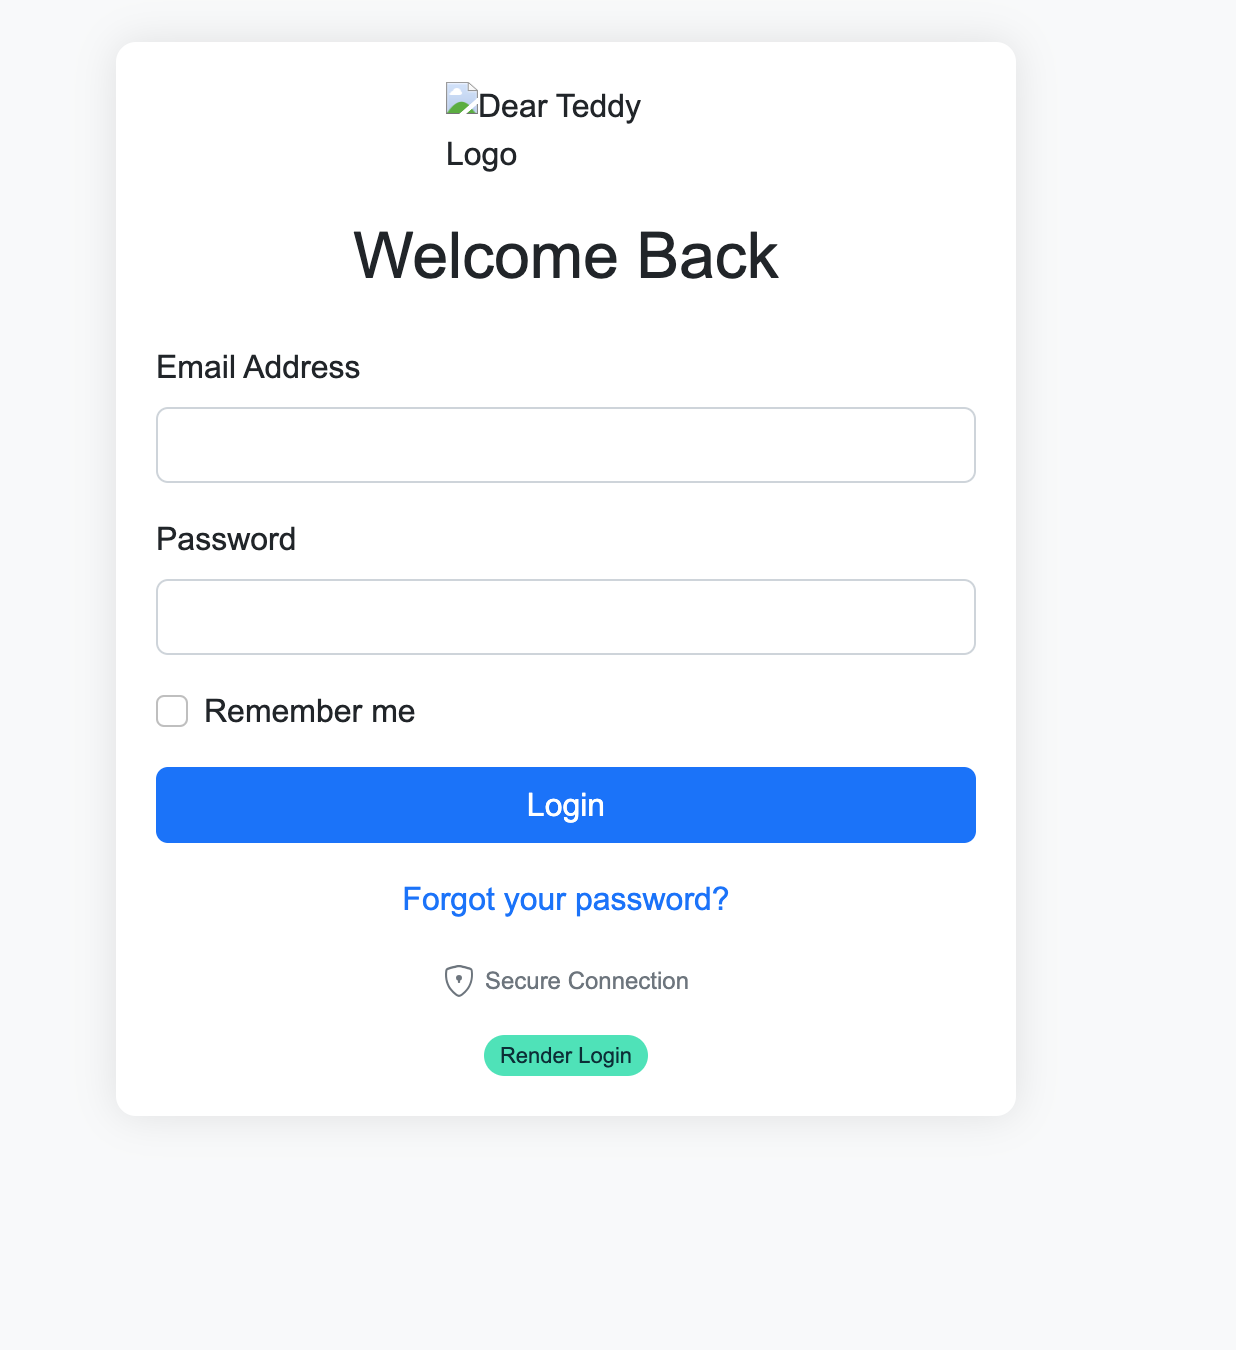 Dear Teddy
Logo
Welcome Back
Email Address
Password
Remember me
Login
Forgot your password?
Secure Connection
Render Login